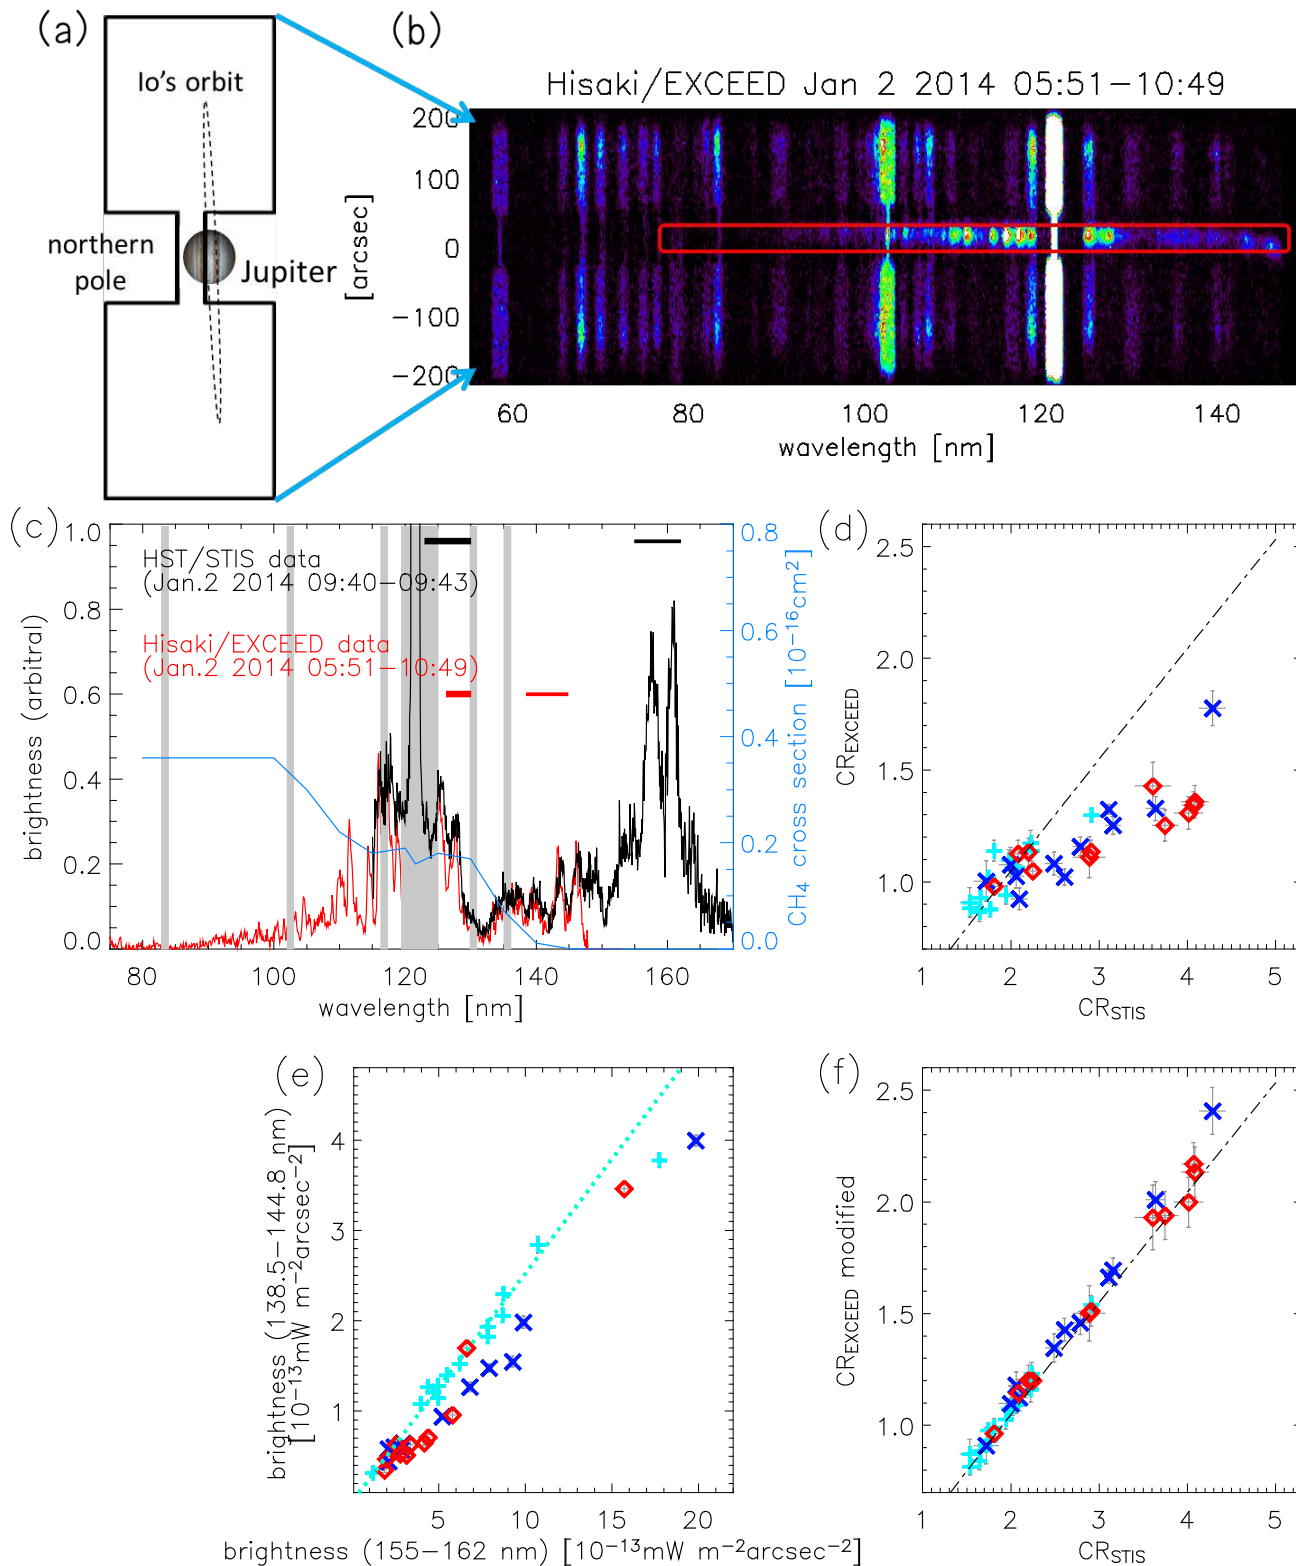 (a)
Io's orbit
northern
pole
Jupiter
(b)
Hisaki/EXCEED Jan 2 2014 05:51−10:49
200
100
0
−100
−200
[arcsec]
60 80 100 120 140
wavelength [nm]
(c)
HST/STIS data
(Jan.2 2014 09:40−09:43)
Hisaki/EXCEED data
(Jan.2 2014 05:51−10:49)
1.0
0.8
0.6
0.4
0.2
0.0
brightness (arbitral)
0.8
0.6
0.4
0.2
0.0
CH4 cross section [10−16cm2]
80 100 120 140 160
wavelength [nm]
(d)
2.5
2.0
1.5
1.0
CREXCEED
1 2 3 4 5
CRSTIS
(e)
4
3
2
1
brightness (138.5−144.8 nm)
[10−13mW m−2arcsec−2]
5 10 15 20
brightness (155−162 nm) [10−13mW m−2arcsec−2]
(f)
2.5
2.0
1.5
1.0
CREXCEED modified
1 2 3 4 5
CRSTIS